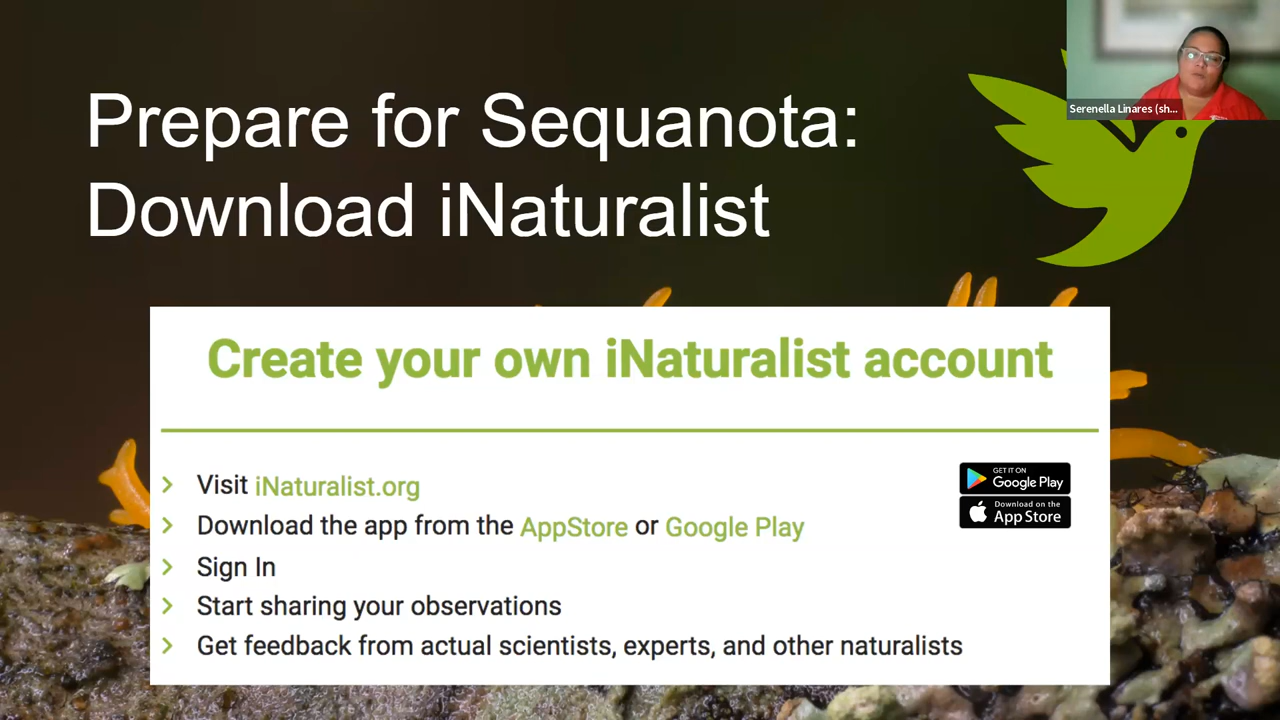 Prepare for Sequanota:
Download iNaturalist
Serenella Linares (sh...
Create your own iNaturalist account
Visit iNaturalist.org
Download the app from the AppStore or Google Play
Sign In
Start sharing your observations
Get feedback from actual scientists, experts, and other naturalists
GET IT ON
Google Play
Download on the
App Store